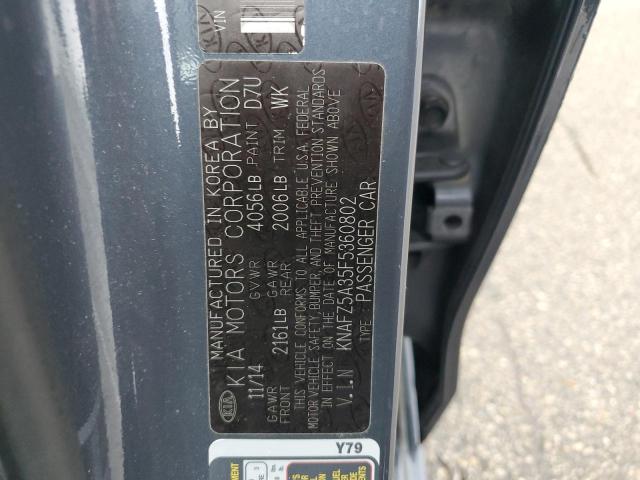 VIN
KIA
MANUFACTURED IN KOREA BY
KIA MOTORS CORPORATION
11/14 GVWR 4056LB PAINT D7U
GAWR FRONT 2161LB GAWR REAR 2006LB TRIM WK
THIS VEHICLE CONFORMS TO ALL APPLICABLE U.S.A. FEDERAL
MOTOR VEHICLE SAFETY, BUMPER, AND THEFT PREVENTION STANDARDS
IN EFFECT ON THE DATE OF MANUFACTURE SHOWN ABOVE
V.I.N KNAFZ5A35F5360802
TYPE: PASSENGER CAR
KIA
Y79